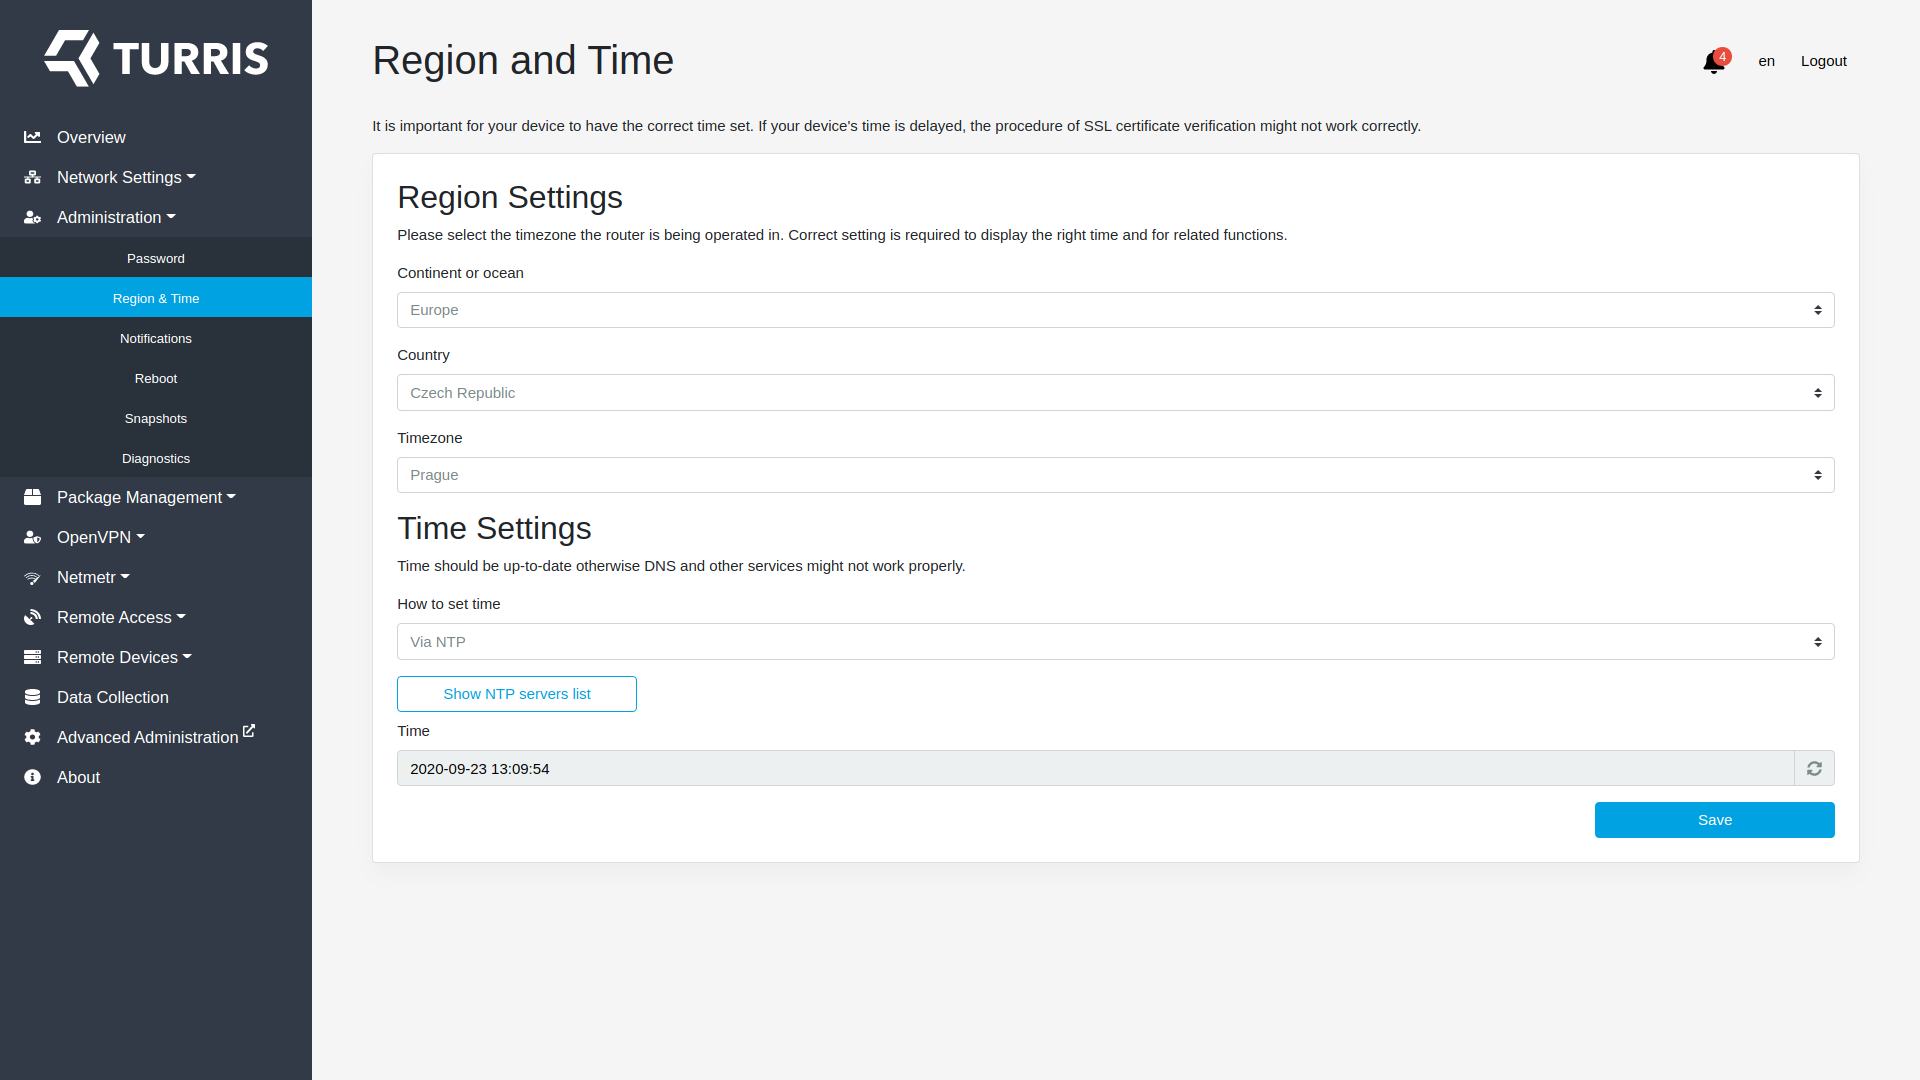 TURRIS
Overview
Network Settings
Administration
Password
Region & Time
Notifications
Reboot
Snapshots
Diagnostics
Package Management
OpenVPN
Netmetr
Remote Access
Remote Devices
Data Collection
Advanced Administration
About
Region and Time
4
en
Logout
It is important for your device to have the correct time set. If your device's time is delayed, the procedure of SSL certificate verification might not work correctly.
Region Settings
Please select the timezone the router is being operated in. Correct setting is required to display the right time and for related functions.
Continent or ocean
Europe
Country
Czech Republic
Timezone
Prague
Time Settings
Time should be up-to-date otherwise DNS and other services might not work properly.
How to set time
Via NTP
Show NTP servers list
Time
2020-09-23 13:09:54
Save